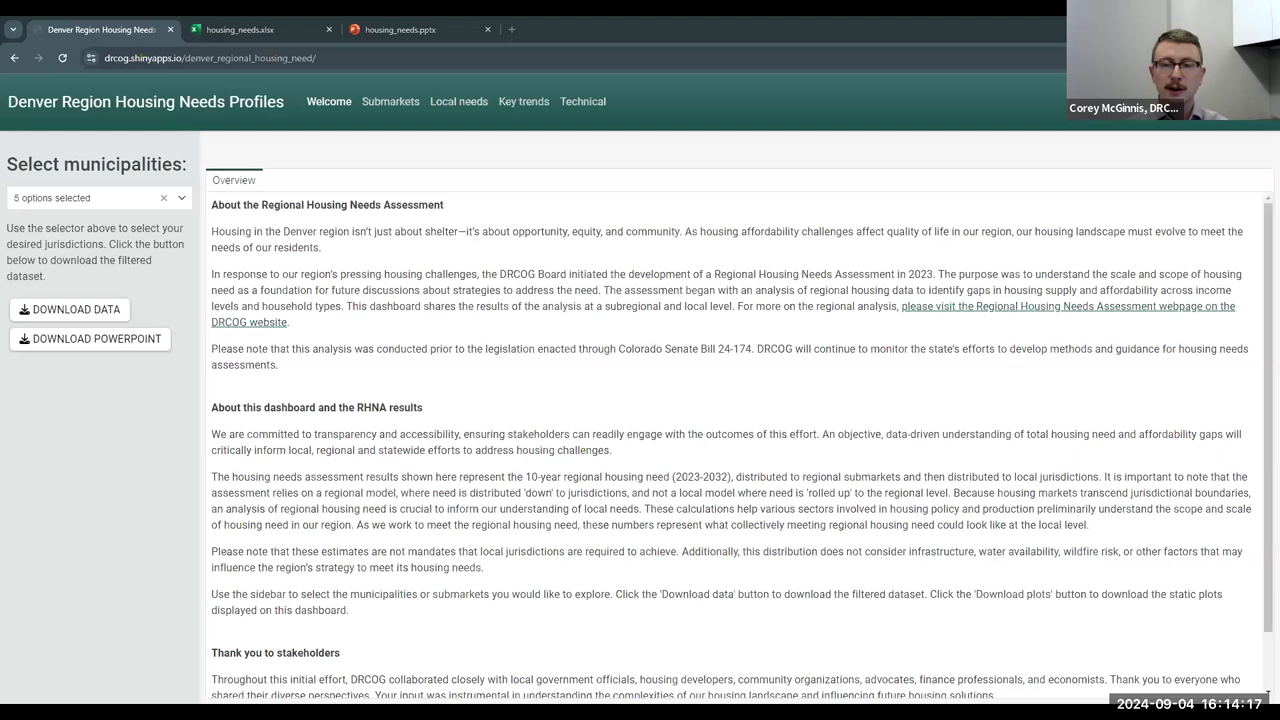 Denver Region Housing Needs
housing_needs.xlsx
housing_needs.pptx
drcog.shinyapps.io/denver_regional_housing_need/
Corey McGinnis, DRC...
Denver Region Housing Needs Profiles
Welcome
Submarkets
Local needs
Key trends
Technical
Select municipalities:
5 options selected
Use the selector above to select your
desired jurisdictions. Click the button
below to download the filtered
dataset.
DOWNLOAD DATA
DOWNLOAD POWERPOINT
Overview
About the Regional Housing Needs Assessment
Housing in the Denver region isn't just about shelter—it's about opportunity, equity, and community. As housing affordability challenges affect quality of life in our region, our housing landscape must evolve to meet the
needs of our residents.
In response to our region's pressing housing challenges, the DRCOG Board initiated the development of a Regional Housing Needs Assessment in 2023. The purpose was to understand the scale and scope of housing
need as a foundation for future discussions about strategies to address the need. The assessment began with an analysis of regional housing data to identify gaps in housing supply and affordability across income
levels and household types. This dashboard shares the results of the analysis at a subregional and local level. For more on the regional analysis, please visit the Regional Housing Needs Assessment webpage on the
DRCOG website.
Please note that this analysis was conducted prior to the legislation enacted through Colorado Senate Bill 24-174. DRCOG will continue to monitor the state's efforts to develop methods and guidance for housing needs
assessments.
About this dashboard and the RHNA results
We are committed to transparency and accessibility, ensuring stakeholders can readily engage with the outcomes of this effort. An objective, data-driven understanding of total housing need and affordability gaps will
critically inform local, regional and statewide efforts to address housing challenges.
The housing needs assessment results shown here represent the 10-year regional housing need (2023-2032), distributed to regional submarkets and then distributed to local jurisdictions. It is important to note that the
assessment relies on a regional model, where need is distributed 'down' to jurisdictions, and not a local model where need is 'rolled up' to the regional level. Because housing markets transcend jurisdictional boundaries,
an analysis of regional housing need is crucial to inform our understanding of local needs. These calculations help various sectors involved in housing policy and production preliminarily understand the scope and scale
of housing need in our region. As we work to meet the regional housing need, these numbers represent what collectively meeting regional housing need could look like at the local level.
Please note that these estimates are not mandates that local jurisdictions are required to achieve. Additionally, this distribution does not consider infrastructure, water availability, wildfire risk, or other factors that may
influence the region's strategy to meet its housing needs.
Use the sidebar to select the municipalities or submarkets you would like to explore. Click the 'Download data' button to download the filtered dataset. Click the 'Download plots' button to download the static plots
displayed on this dashboard.
Thank you to stakeholders
Throughout this initial effort, DRCOG collaborated closely with local government officials, housing developers, community organizations, advocates, finance professionals, and economists. Thank you to everyone who
shared their diverse perspectives. Your input was instrumental in understanding the complexities of our housing landscape and influencing future housing solutions.
2024-09-04 16:14:17